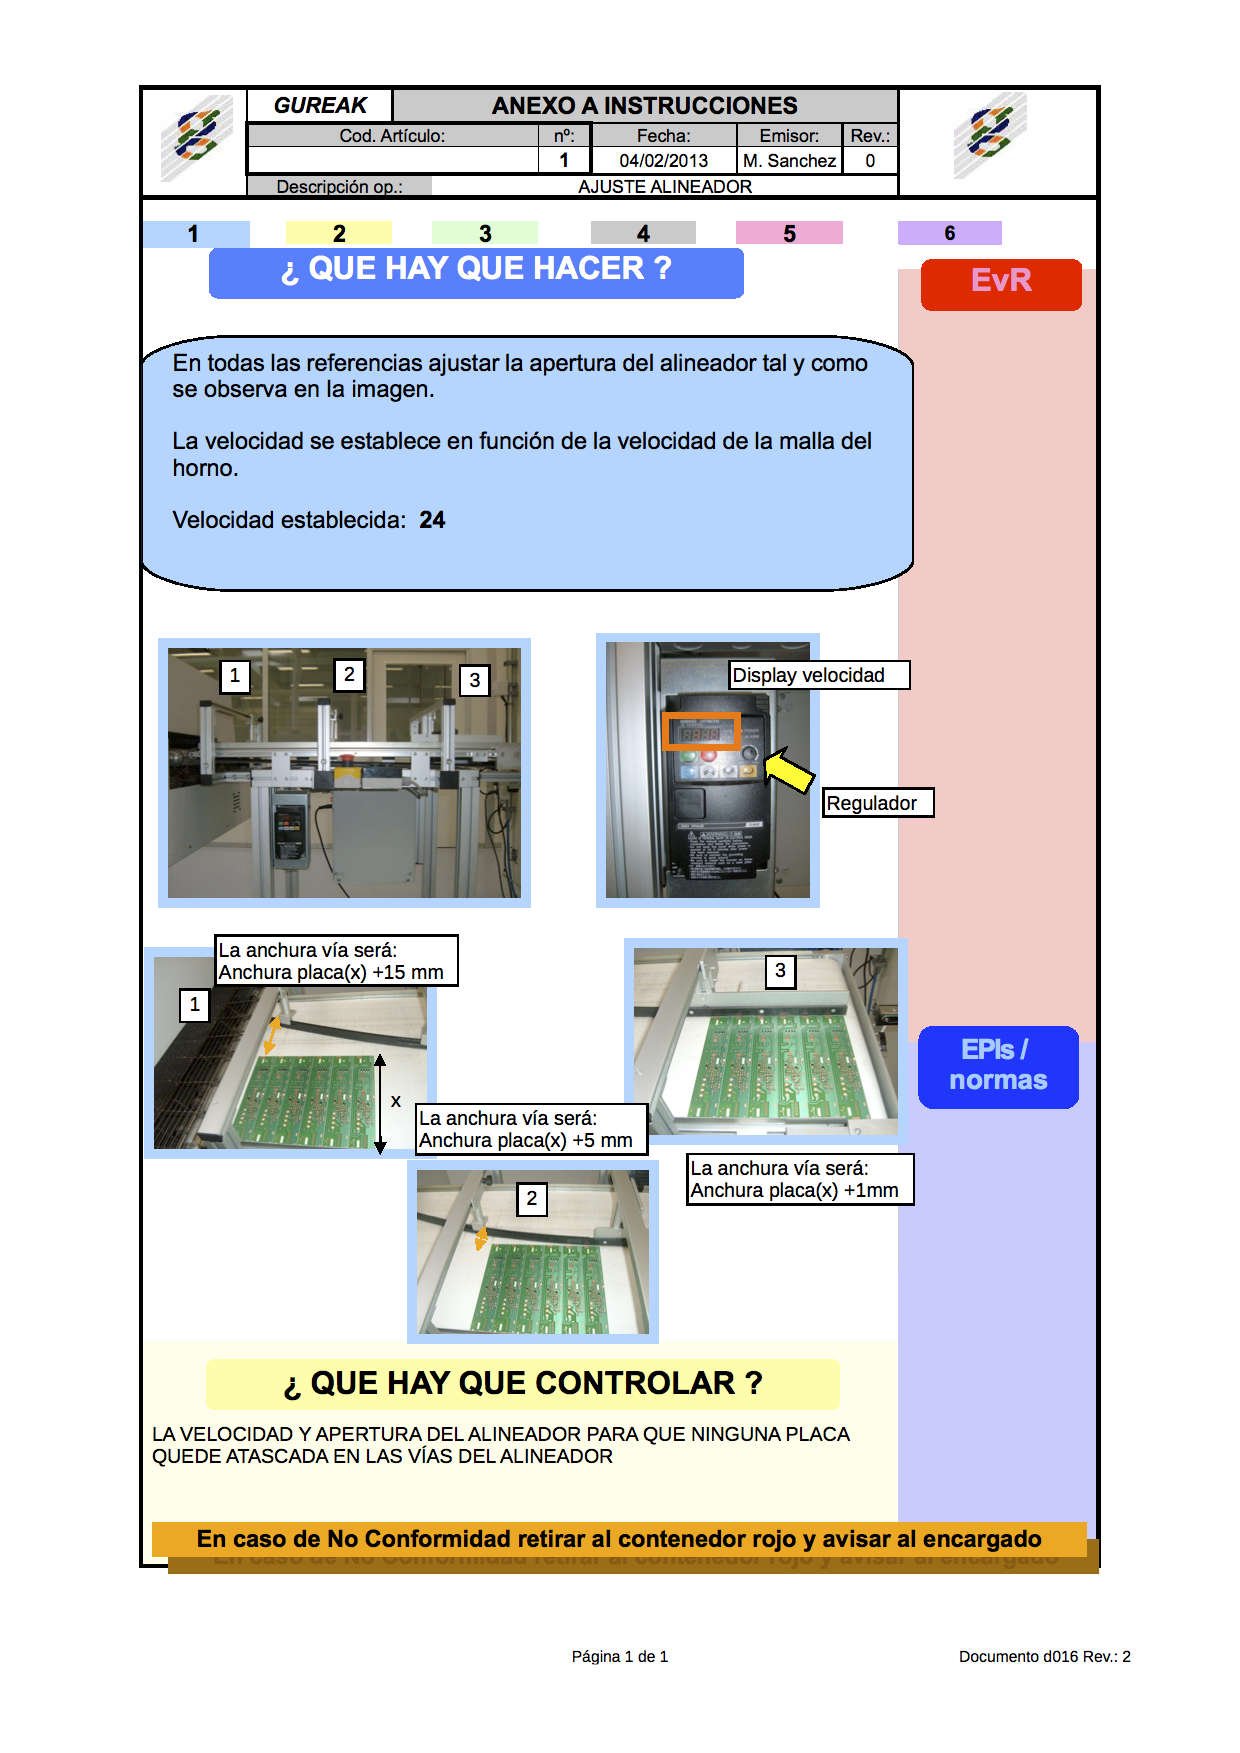 GUREAK
ANEXO A INSTRUCCIONES
Cod. Artículo:
nº:
Fecha:
Emisor:
Rev.:
1
04/02/2013
M. Sanchez
0
Descripción op.:
AJUSTE ALINEADOR
1
2
3
4
5
6
¿ QUE HAY QUE HACER ?
EvR
En todas las referencias ajustar la apertura del alineador tal y como
se observa en la imagen.
La velocidad se establece en función de la velocidad de la malla del
horno.
Velocidad establecida: 24
1
2
3
Display velocidad
Regulador
La anchura vía será:
Anchura placa(x) +15 mm
1
x
3
EPIs /
normas
La anchura vía será:
Anchura placa(x) +5 mm
La anchura vía será:
Anchura placa(x) +1mm
2
¿ QUE HAY QUE CONTROLAR ?
LA VELOCIDAD Y APERTURA DEL ALINEADOR PARA QUE NINGUNA PLACA
QUEDE ATASCADA EN LAS VÍAS DEL ALINEADOR
En caso de No Conformidad retirar al contenedor rojo y avisar al encargado
Página 1 de 1
Documento d016 Rev.: 2